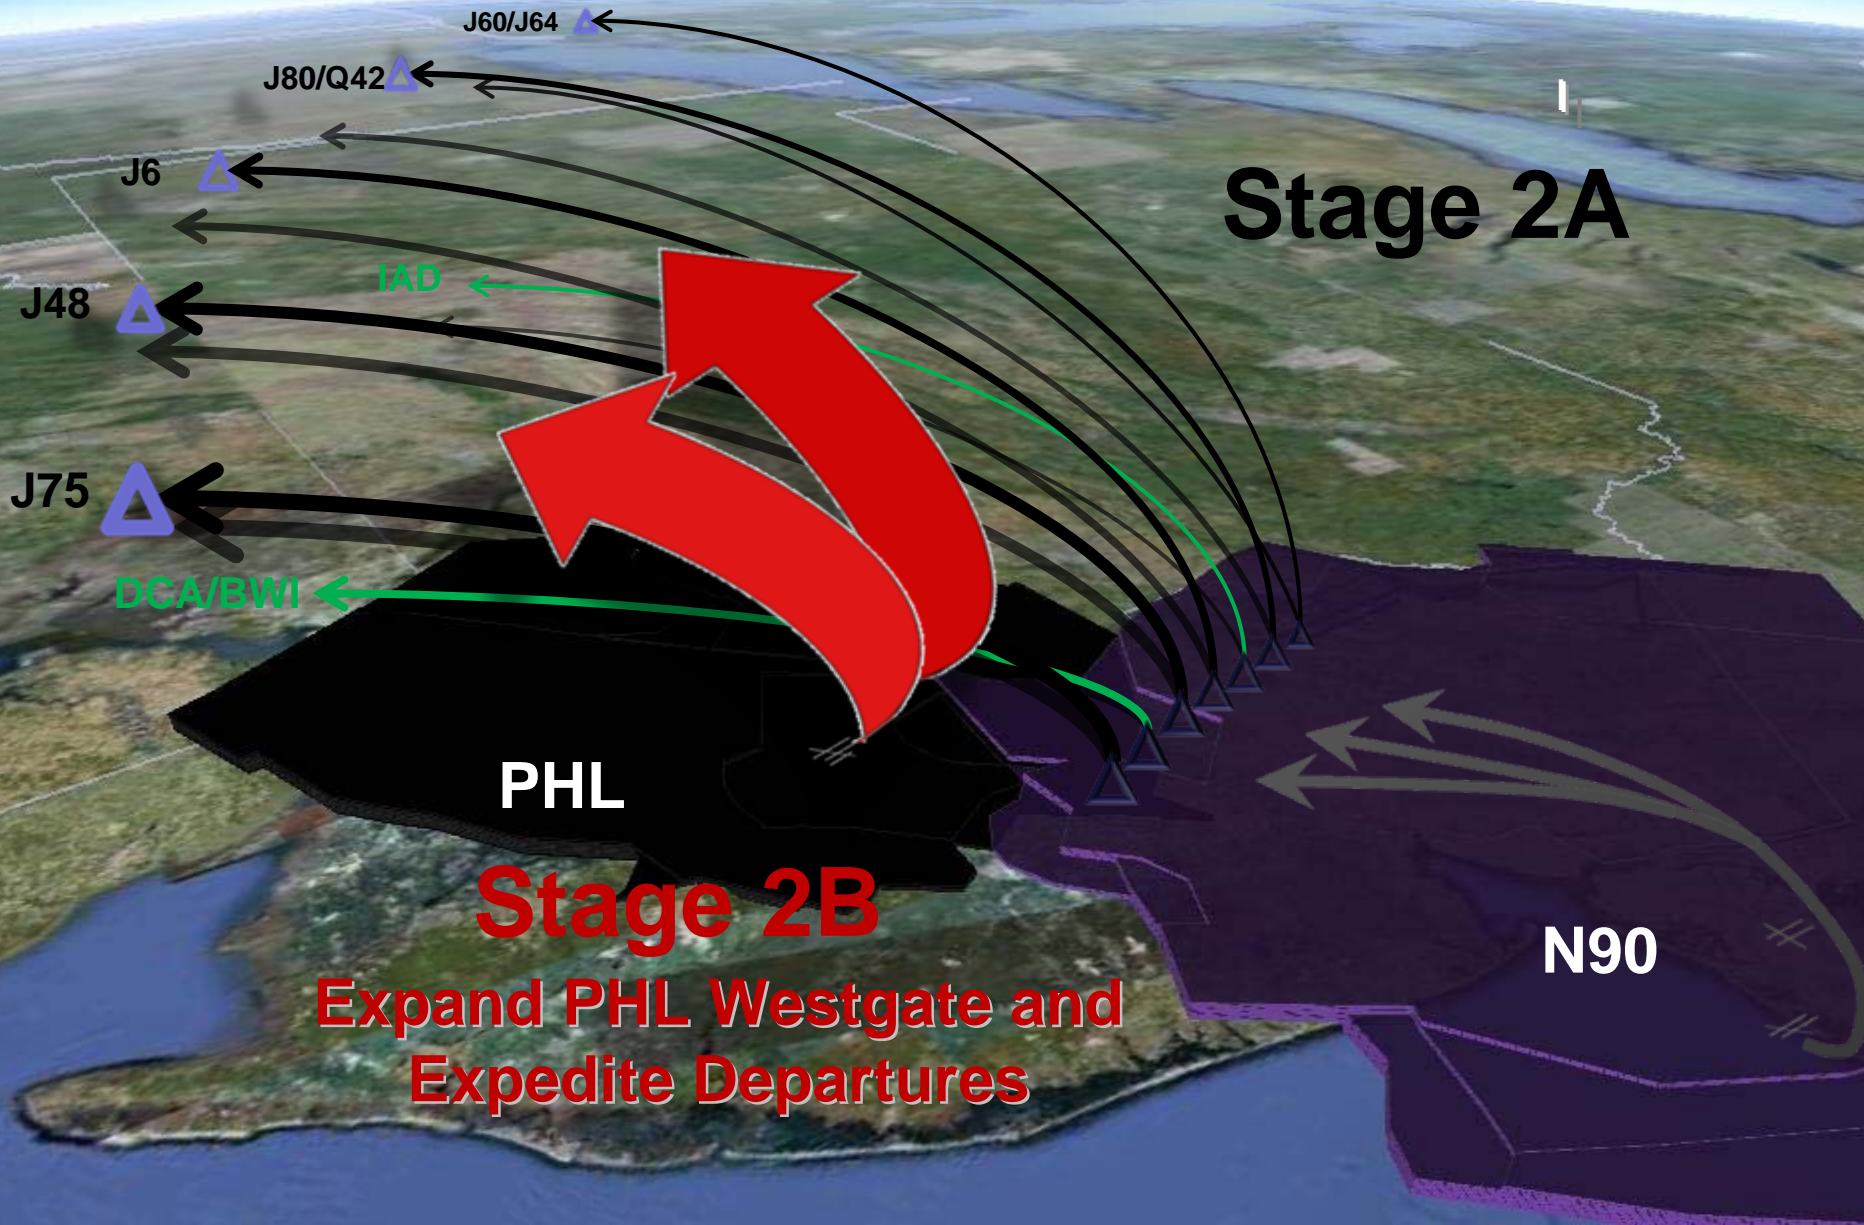 J60/J64
J80/Q42
J6
Stage 2A
IAD
J48
J75
DCA/BWI
PHL
Stage 2B
N90
Expand PHL Westgate and
Expedite Departures